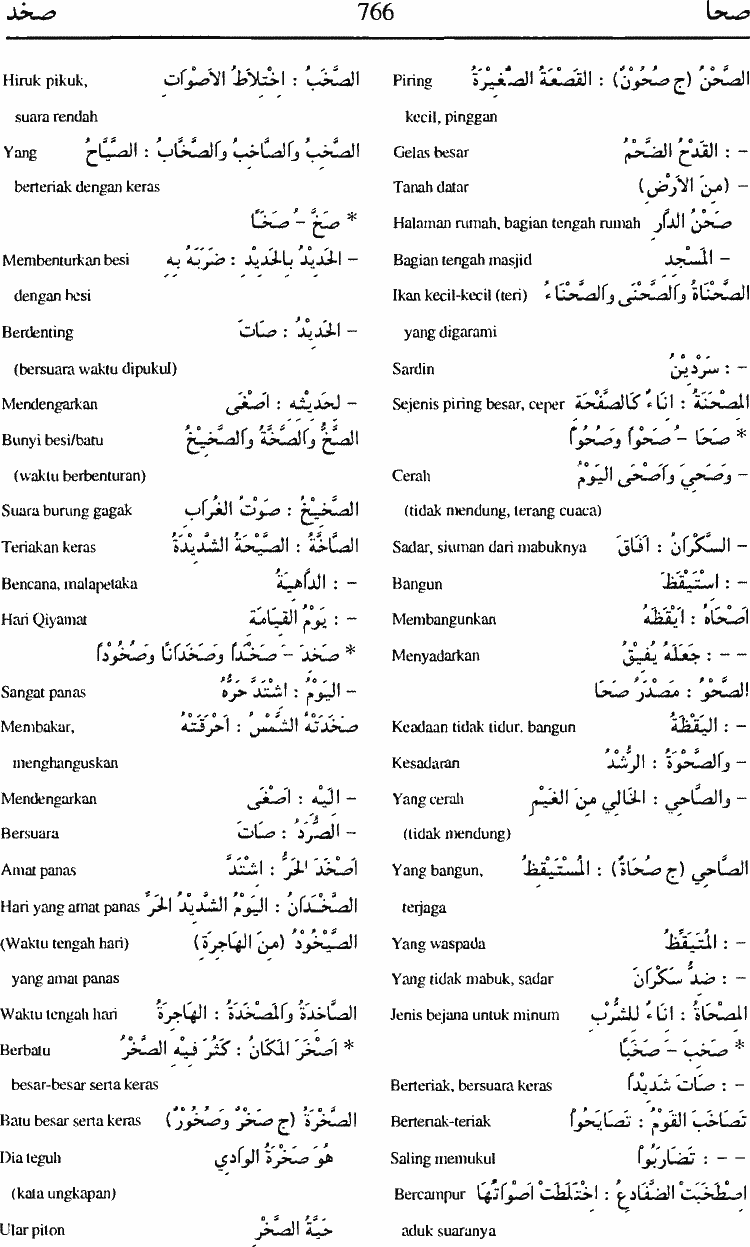 صحا 766 صخد
الصَّحْنُ (ج صُحُونٌ) : القَصْعَةُ الصَّغِيْرَةُ Piring
kecil, pinggan
- : القَدَحُ الضَّخْمُ Gelas besar
- (مِنَ الاَرْضِ) Tanah datar
صَحْنُ الدَّارِ Halaman rumah, bagian tengah rumah
- المَسْجِدِ Bagian tengah masjid
الصَّحْنَاةُ وَالصَّحْنَى وَالصَّحْنَاءُ Ikan kecil-kecil (teri)
yang digarami
- : سَرْدِيْنُ Sardin
المِصْحَنَةُ : اِنَاءٌ كَالصَّفْحَةِ Sejenis piring besar, ceper
* صَحَا - صَحْوًا وَصُحُوًّا
- وَصَحِيَ وَاَصْحَى اليَوْمُ Cerah
(tidak mendung, terang cuaca)
- السَّكْرَانُ : اَفَاقَ Sadar, siuman dari mabuknya
- : اسْتَيْقَظَ Bangun
اَصْحَاهُ : اَيْقَظَهُ Membangunkan
- - : جَعَلَهُ يُفِيْقُ Menyadarkan
الصَّحْوُ : مَصْدَرُ صَحَا
- : اليَقْظَةُ Keadaan tidak tidur. bangun
- وَالصَّحْوَةُ : الرُّشْدُ Kesadaran
- والصَّاحِي : الخَالِي مِنَ الغَيْمِ Yang cerah
(tidak mendung)
الصَّاحِي (ج صُحَاةٌ) : المُسْتَيْقِظُ Yang bangun,
terjaga
- : المُتَيَقِّظُ Yang waspada
- : ضِدُّ سَكْرَانَ Yang tidak mabuk, sadar
المِصْحَاةُ : اِنَاءٌ لِلشُّرْبِ Jenis bejana untuk minum
* صَخِبَ - صَخَبًا
- : صَاتَ شَدِيْدًا Berteriak, bersuara keras
تَصَاخَبَ القَوْمُ : تَصَايَحُوْا Berteriak-teriak
- - : تَضَارَبُوْا Saling memukul
اِصْطَخَبَت الضَّفَادِعُ : اِخْتَلَطَتْ اَصْوَاتُهَا Bercampur
aduk suaranya
الصَّخَبُ : اخْتِلاَطُ الاَصْوَاتِ Hiruk pikuk,
suara rendah
الصَّخِبُ وَالصَّاخِبُ وَالصَّخَّابُ : الصَّيَّاحُ Yang
berteriak dengan keras
* صَخَّ - صَخًّا
- الحَدِيْدُ بِالحَدِيْدِ : ضَرَبَهُ بِهِ Membenturkan besi
dengan besi
- الحَدِيْدُ : صَاتَ Berdenting
(bersuara waktu dipukul)
- لِحَدِيْثِهِ : اَصْغَى Mendengarkan
الصَّخُّ وَالصَّخَّةُ وَالصَّخِيْخُ Bunyi besi/batu
(waktu berbenturan)
الصَّخِيْخُ : صَوْتُ الغُرَابِ Suara burung gagak
الصَّاخَّةُ : الصَّيْحَةُ الشَّدِيْدَةُ Teriakan keras
- : الدَّاهِيَةُ Bencana, malapetaka
- : يَوْمُ القِيَامَةِ Hari Qiyamat
* صَخَدَ - صَخْدًا وَصَخَدَانًا وَصُخُوْدًا
- اليَوْمُ : اشْتَدَّ حَرُّهُ Sangat panas
صَخَدَتْهُ الشَّمْسُ : اَحْرَقَتْهُ Membakar,
menghanguskan
- اِلَيْهِ : اَصْغَى Mendengarkan
- الصُّرَدُ : صَاتَ Bersuara
اَصْخَدَ الحَرُّ : اشْتَدَّ Amat panas
الصَّخْدَانُ : اليَوْمُ الشَّدِيْدُ الحَرِّ Hari yang amat panas
الصَّيْخُوْدُ (مِنَ الهَاجِرَةِ) (Waktu tengah hari)
yang amat panas
الصَّاخِدَةُ وَالمُصْخِدَةُ : الهَاجِرَةُ Waktu tengah hari
* اَصْخَرَ المَكَانُ : كَثُرَ فِيْهِ الصَّخْرُ Berbatu
besar-besar serta keras
الصَّخْرَةُ (ج صَخْرٌ وَصُخُوْرٌ) Batu besar serta keras
هُوَ صَخْرَةُ الوَادِي Dia teguh
(kata ungkapan)
حَيَّةُ الصَّخْرِ Ular piton